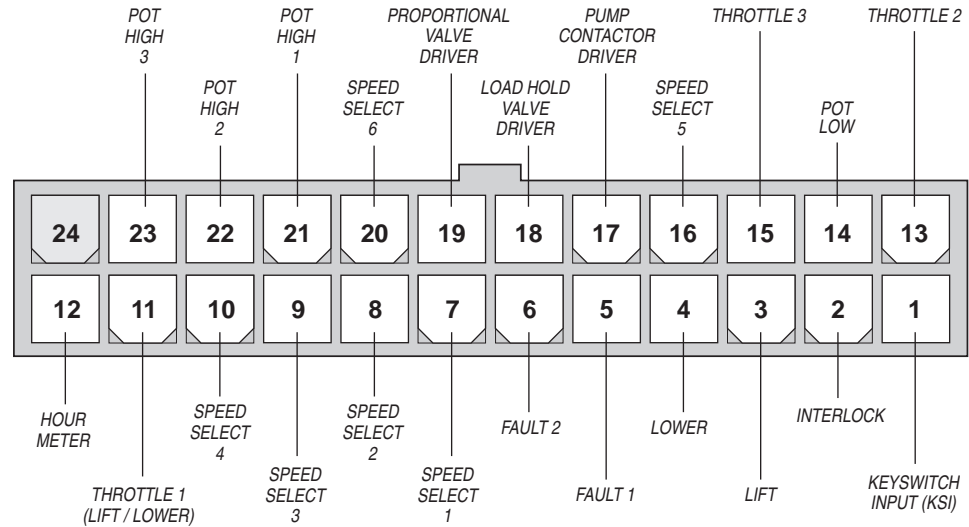 POT
HIGH
3
POT
HIGH
1
PROPORTIONAL
VALVE
DRIVER
PUMP
CONTACTOR
DRIVER
THROTTLE 3
THROTTLE 2
POT
HIGH
2
SPEED
SELECT
6
LOAD HOLD
VALVE
DRIVER
SPEED
SELECT
5
POT
LOW
24 23 22 21 20 19 18 17 16 15 14 13
12 11 10 9 8 7 6 5 4 3 2 1
HOUR
METER
SPEED
SELECT
4
SPEED
SELECT
2
FAULT 2
LOWER
INTERLOCK
THROTTLE 1
(LIFT / LOWER)
SPEED
SELECT
3
SPEED
SELECT
1
FAULT 1
LIFT
KEYSWITCH
INPUT (KSI)